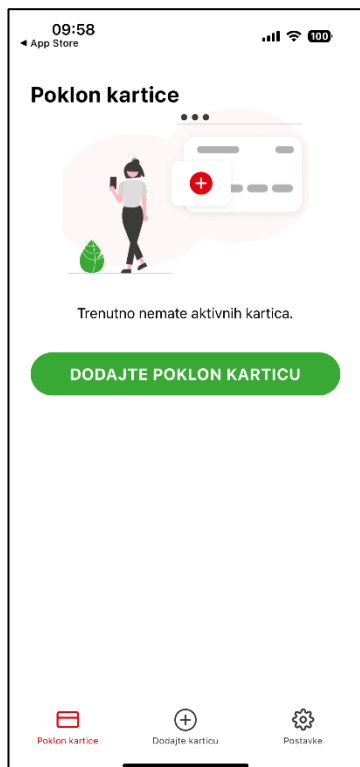 09:58
100
◀ App Store
Poklon kartice
Trenutno nemate aktivnih kartica.
DODAJTE POKLON KARTICU
Poklon kartice
Dodajte karticu
Postavke